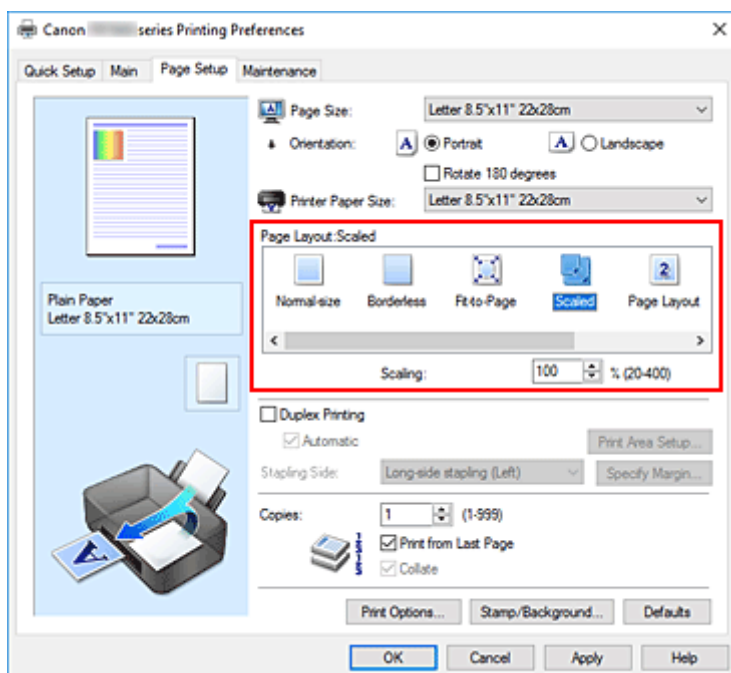 Canon series Printing Preferences
Quick Setup Main Page Setup Maintenance
Page Size: Letter 8.5"x11" 22x28cm
Orientation: A Portrait A Landscape
Rotate 180 degrees
Printer Paper Size: Letter 8.5"x11" 22x28cm
Page Layout:Scaled
2
Normal-size Borderless Fit-to-Page Scaled Page Layout
Plain Paper
Letter 8.5"x11" 22x28cm
Scaling: 100 % (20-400)
Duplex Printing
Automatic Print Area Setup...
Stapling Side: Long-side stapling (Left) Specify Margin...
Copies: 1 (1-999)
Print from Last Page
Collate
A
Print Options... Stamp/Background... Defaults
OK Cancel Apply Help